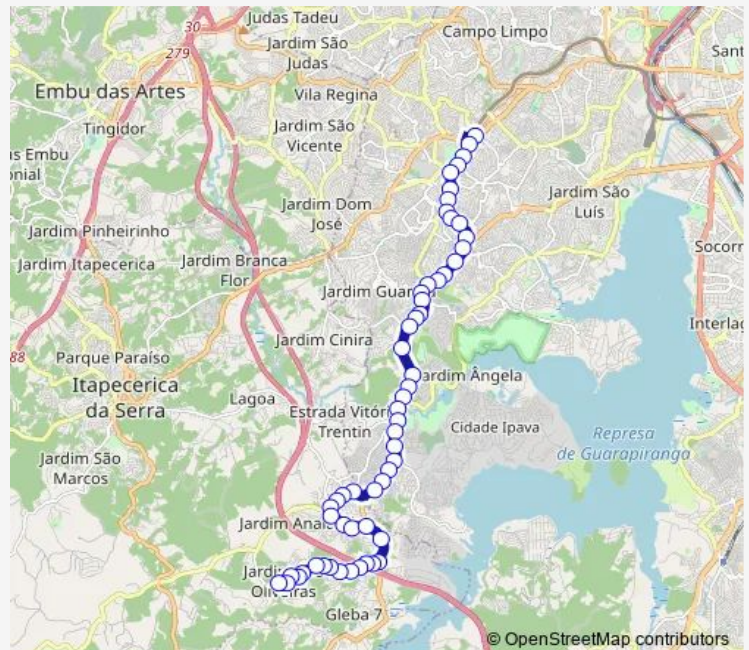 Judas Tadeu
Campo Limpo
30
Jardim São
Judas
279
Sant
Embu das Artes
Vila Regina
Tingidor
Jardim São
Vicente
us Embu
onial
Jardim São
Luís
Jardim Dom
José
Jardim Pinheirinho
Socorr
Jardim Itapecerica
Jardim Branca
Flor
Jardim Guar
Interlag
Jardim Cinira
88
Parque Paraíso
Jardim Ângela
Itapecerica
da Serra
Lagoa
Estrada Vitóri
Trentin
Cidade Ipava
Represa
de Guarapiranga
Jardim São
Marcos
Jardim Anal
Jardi
Oliveiras
Gleba 7
© OpenStreetMap contributors